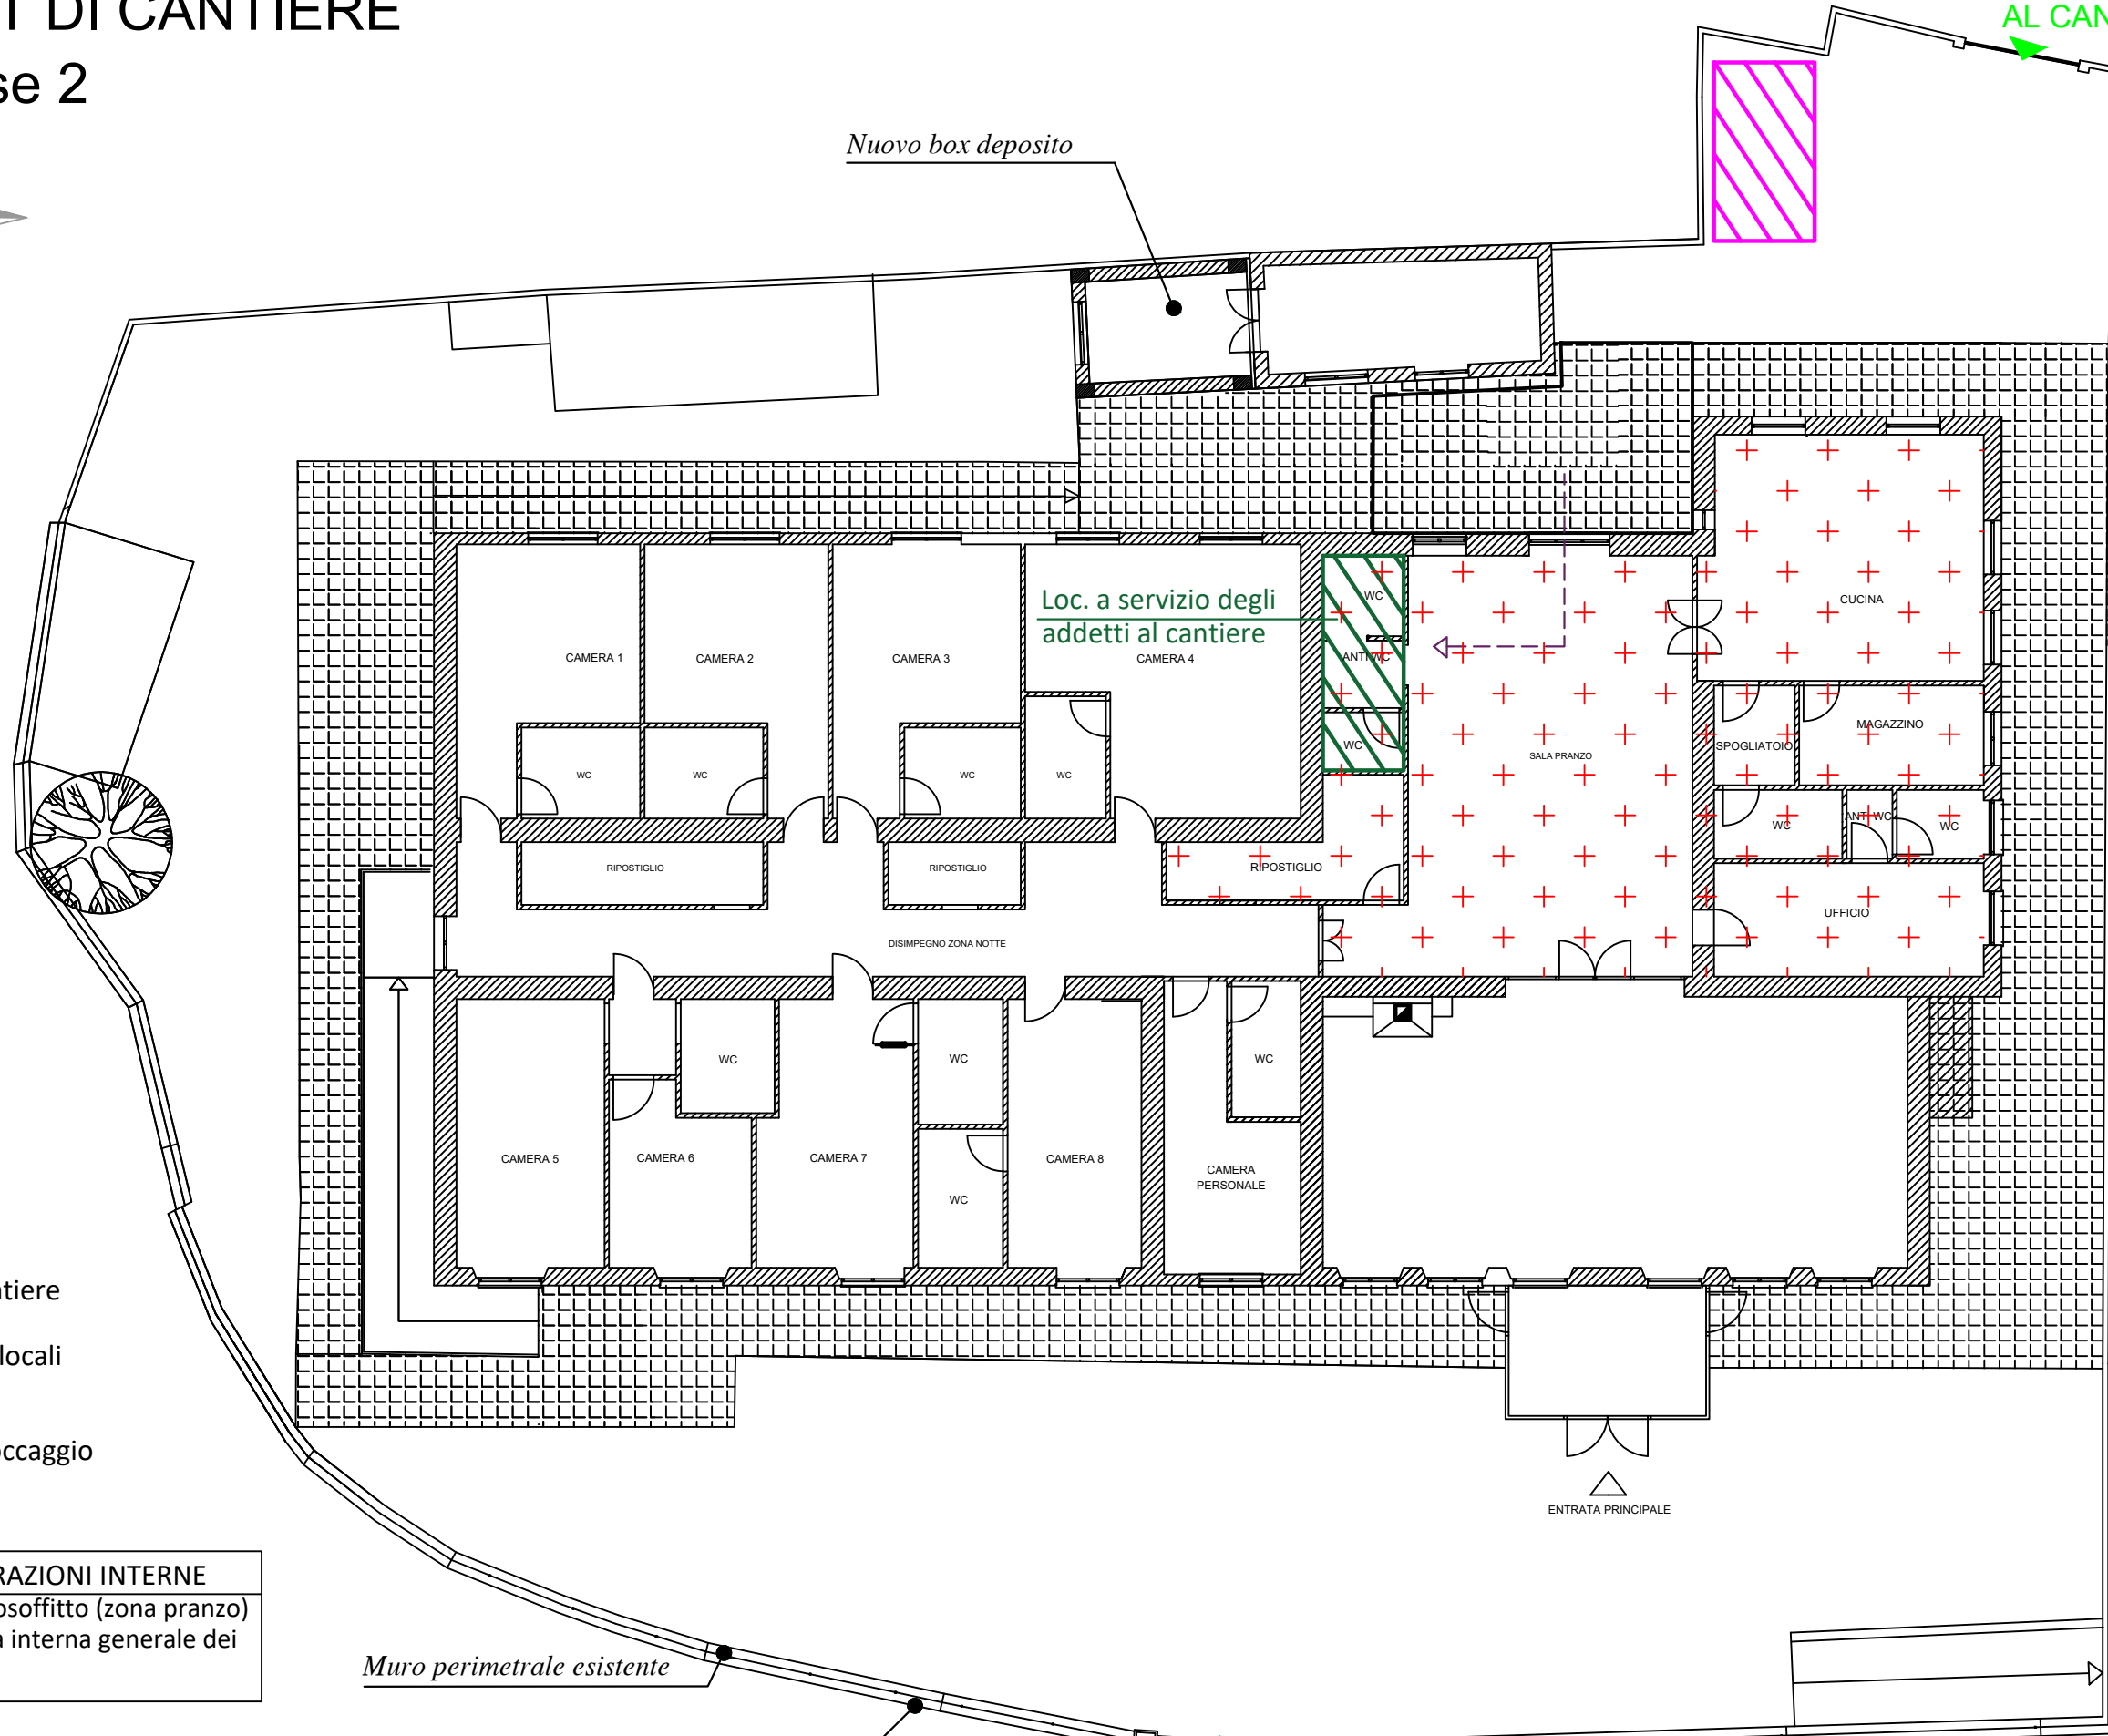 T DI CANTIERE
se 2
AL CAN
Nuovo box deposito
Loc. a servizio degli
addetti al cantiere
WC
CUCINA
CAMERA 1
CAMERA 2
CAMERA 3
CAMERA 4
ANTI WC
MAGAZZINO
SPOGLIATOIO
WC
SALA PRANZO
WC
WC
WC
WC
WC
ANTI WC
WC
RIPOSTIGLIO
RIPOSTIGLIO
RIPOSTIGLIO
UFFICIO
DISIMPEGNO ZONA NOTTE
WC
WC
WC
CAMERA 5
CAMERA 6
CAMERA 7
CAMERA 8
CAMERA
PERSONALE
WC
ntiere
locali
occaggio
ENTRATA PRINCIPALE
RAZIONI INTERNE
osoffitto (zona pranzo)
a interna generale dei
Muro perimetrale esistente